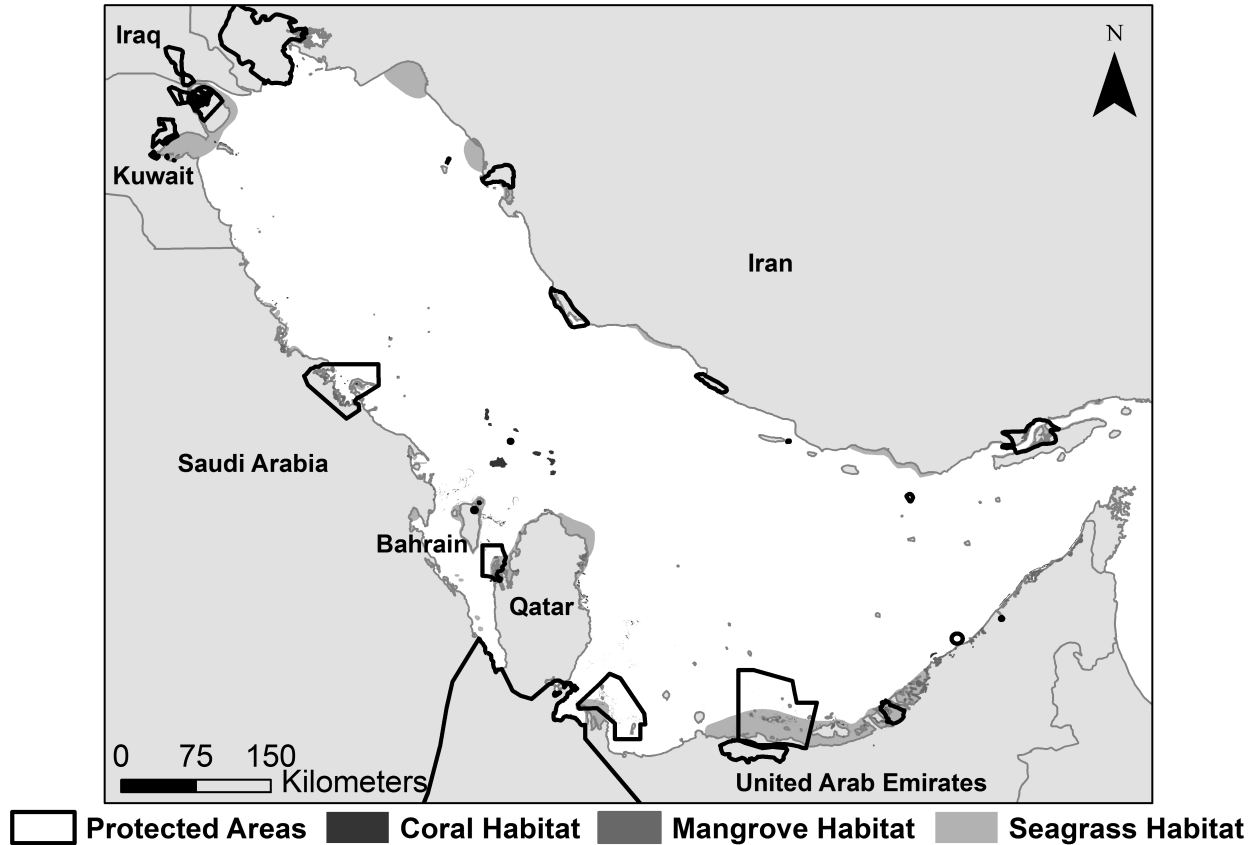 Iraq
N
Kuwait
Iran
Saudi Arabia
Bahrain
Qatar
0 75 150
Kilometers
United Arab Emirates
Protected Areas Coral Habitat Mangrove Habitat Seagrass Habitat